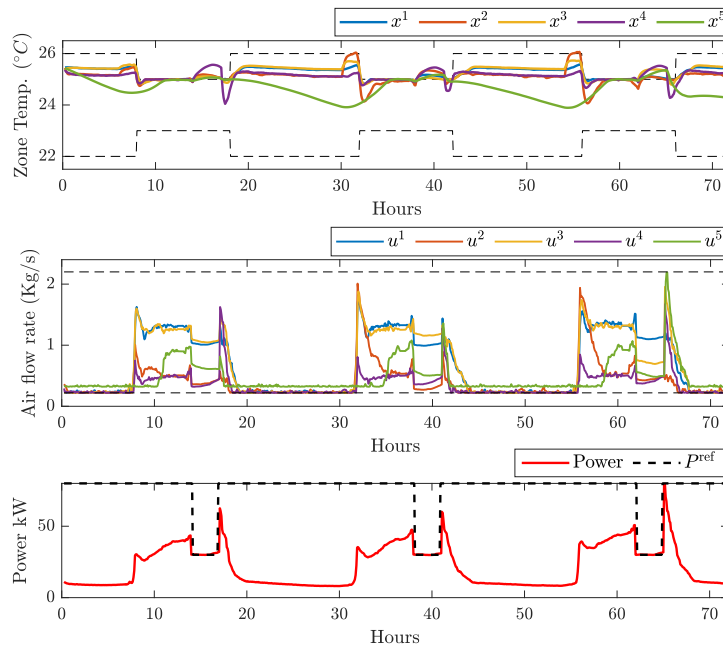 x¹ x² x³ x⁴ x⁵
Zone Temp. (°C)
26
24
22
0 10 20 30 40 50 60 70
Hours
u¹ u² u³ u⁴ u⁵
Air flow rate (Kg/s)
2
1
0
0 10 20 30 40 50 60 70
Hours
Power P^ref
Power kW
50
0
0 10 20 30 40 50 60 70
Hours